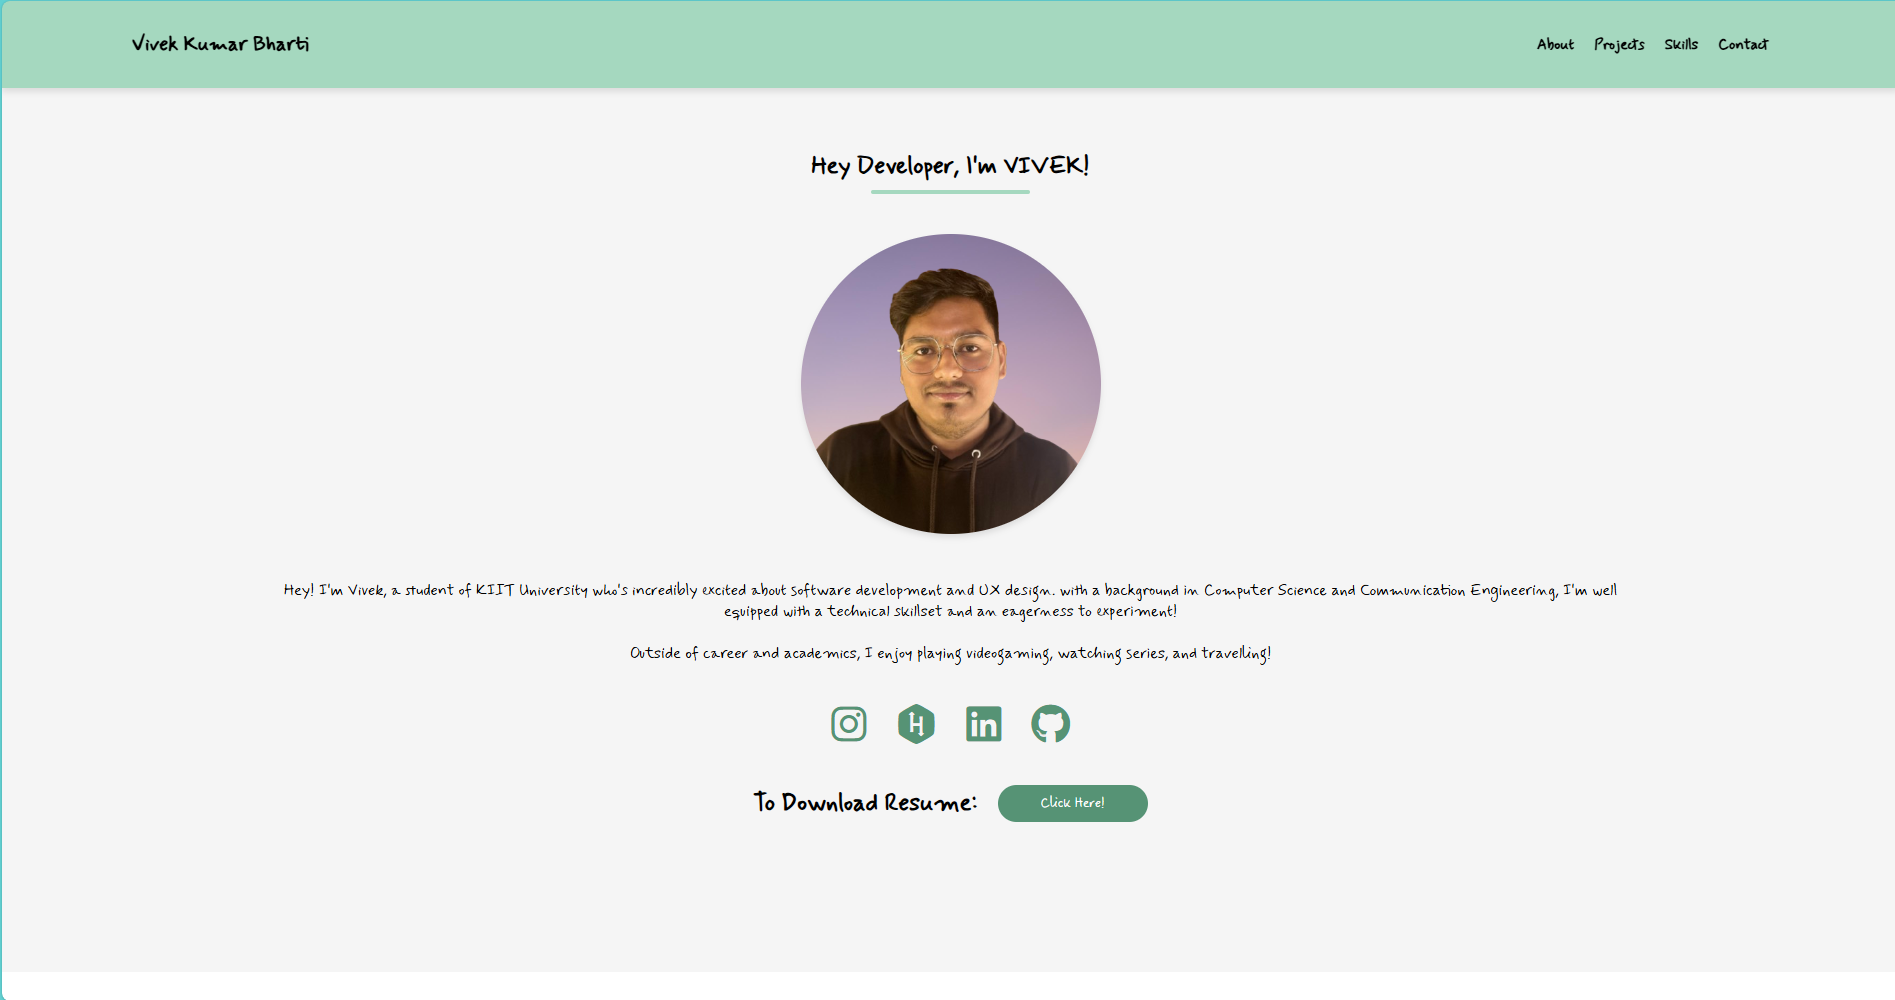 Vivek Kumar Bharti
About Projects Skills Contact
Hey Developer, I'm VIVEK!
Hey! I'm Vivek, a student of KIIT University who's incredibly excited about software development and UX design. with a background in Computer Science and Communication Engineering, I'm well
equipped with a technical skillset and an eagerness to experiment!
Outside of career and academics, I enjoy playing videogaming, watching series, and travelling!
To Download Resume: Click Here!